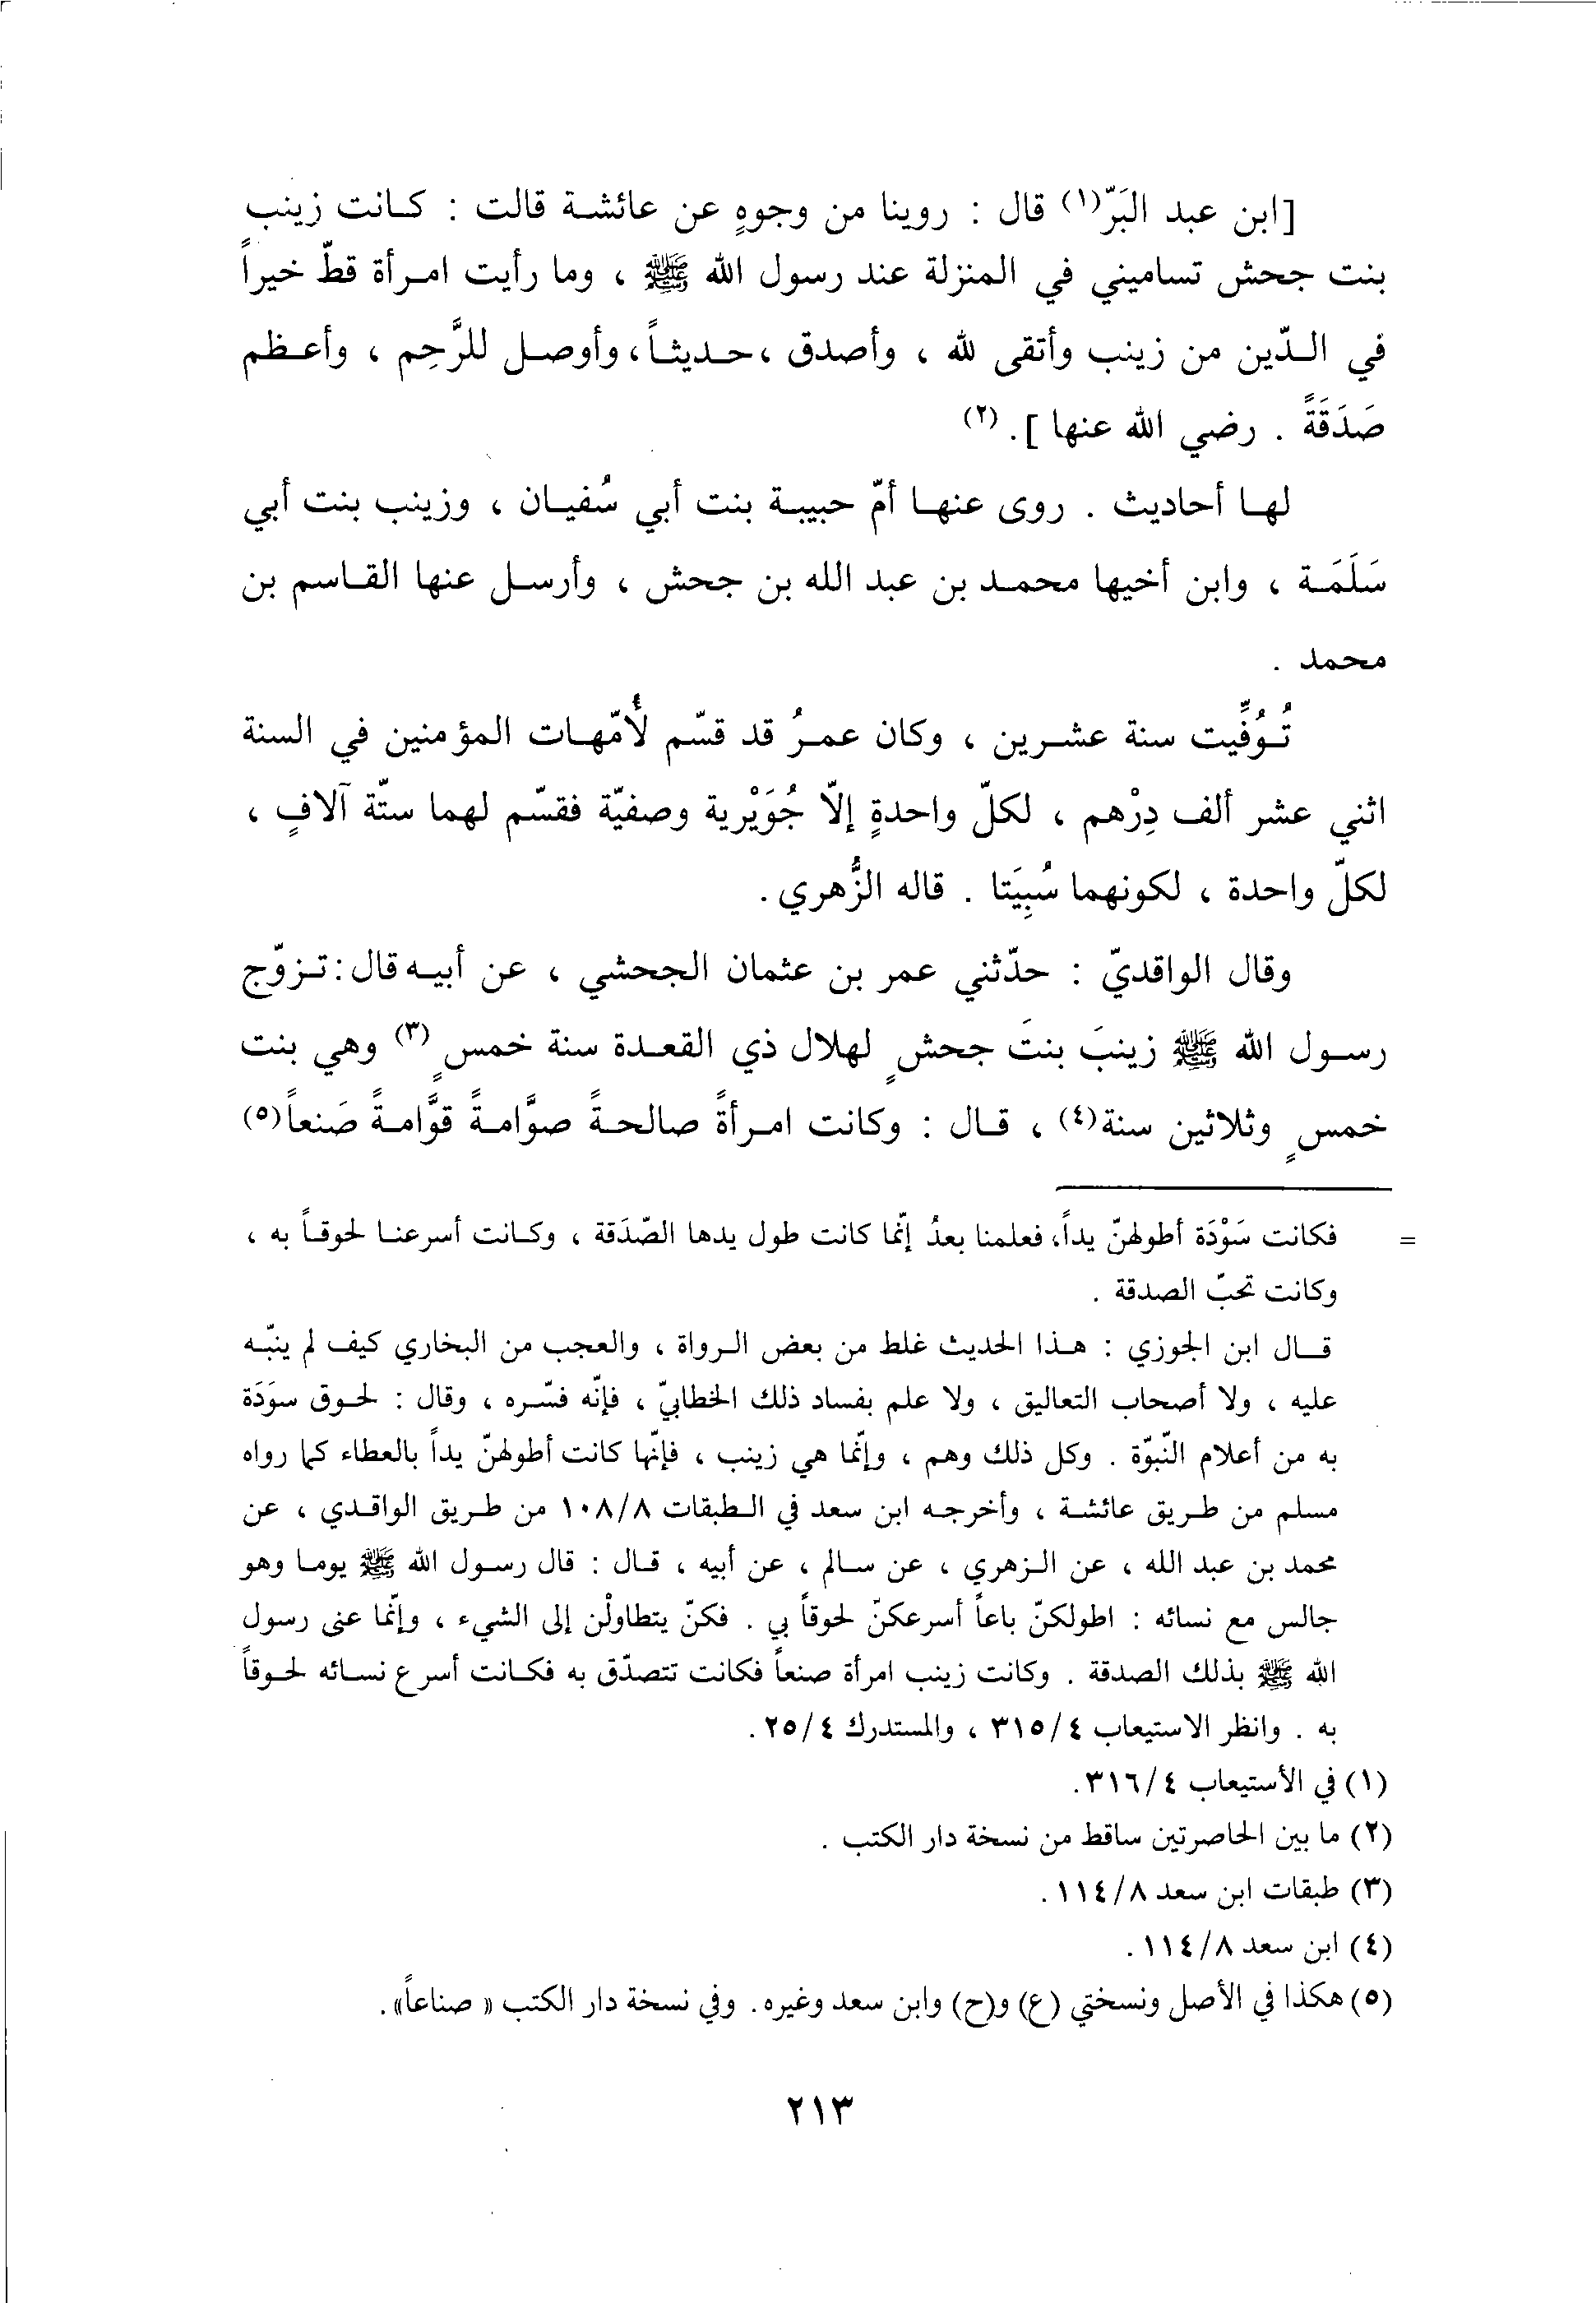 [ابن عبد البَرّ(١) قال : روينا من وجوهٍ عن عائشة قالت : كانت زينب
بنت جحش تساميني في المنزلة عند رسول الله ﷺ ، وما رأيت امرأة قطّ خيراً
في الدّين من زينب وأتقى لله ، وأصدق ،حديثاً، وأوصل للرَّحِم ، وأعظم
صَدَقَةً . رضي الله عنها ]. (٢)
لها أحاديث . روى عنها أمّ حبيبة بنت أبي سُفيان ، وزينب بنت أبي
سَلَمَة ، وابن أخيها محمد بن عبد الله بن جحش ، وأرسل عنها القاسم بن
محمد .
تُوُفِّيت سنة عشرين ، وكان عمرُ قد قسّم لأُمّهات المؤمنين في السنة
اثني عشر ألف دِرْهم ، لكلّ واحدةٍ إلّا جُوَيْرية وصفيّة فقسّم لهما ستّة آلافٍ ،
لكلّ واحدة ، لكونهما سُبِيَتا . قاله الزُّهري .
وقال الواقديّ : حدّثني عمر بن عثمان الجحشي ، عن أبيه قال : تزوّج
رسول الله ﷺ زينبَ بنتَ جحشٍ لهلال ذي القعدة سنة خمسٍ (٣) وهي بنت
خمسٍ وثلاثين سنة(٤) ، قال : وكانت امرأةً صالحةً صوَّامةً قوَّامةً صَنعاً(٥)
= فكانت سَوْدَة أطولهنّ يداً، فعلمنا بعدُ إنّما كانت طول يدها الصّدَقة ، وكانت أسرعنا لحوقاً به ،
وكانت تحبّ الصدقة .
قال ابن الجوزي : هذا الحديث غلط من بعض الرواة ، والعجب من البخاري كيف لم ينبّه
عليه ، ولا أصحاب التعاليق ، ولا علم بفساد ذلك الخطابيّ ، فإنّه فسّره ، وقال : لحوق سوَدَة
به من أعلام النّبوّة . وكل ذلك وهم ، وإنّما هي زينب ، فإنّها كانت أطولهنّ يداً بالعطاء كما رواه
مسلم من طريق عائشة ، وأخرجه ابن سعد في الطبقات ١٠٨/٨ من طريق الواقدي ، عن
محمد بن عبد الله ، عن الزهري ، عن سالم ، عن أبيه ، قال : قال رسول الله ﷺ يوما وهو
جالس مع نسائه : اطولكنّ باعاً أسرعكنّ لحوقاً بي . فكنّ يتطاولْن إلى الشيء ، وإنّما عنى رسول
الله ﷺ بذلك الصدقة . وكانت زينب امرأة صنعاً فكانت تتصدّق به فكانت أسرع نسائه لحوقاً
به . وانظر الاستيعاب ٣١٥/٤ ، والمستدرك ٢٥/٤ .
(١) في الأستيعاب ٣١٦/٤ .
(٢) ما بين الحاصرتين ساقط من نسخة دار الكتب .
(٣) طبقات ابن سعد ١١٤/٨ .
(٤) ابن سعد ١١٤/٨ .
(٥) هكذا في الأصل ونسختي (ع) و(ح) وابن سعد وغيره . وفي نسخة دار الكتب « صناعاً» .
٢١٣